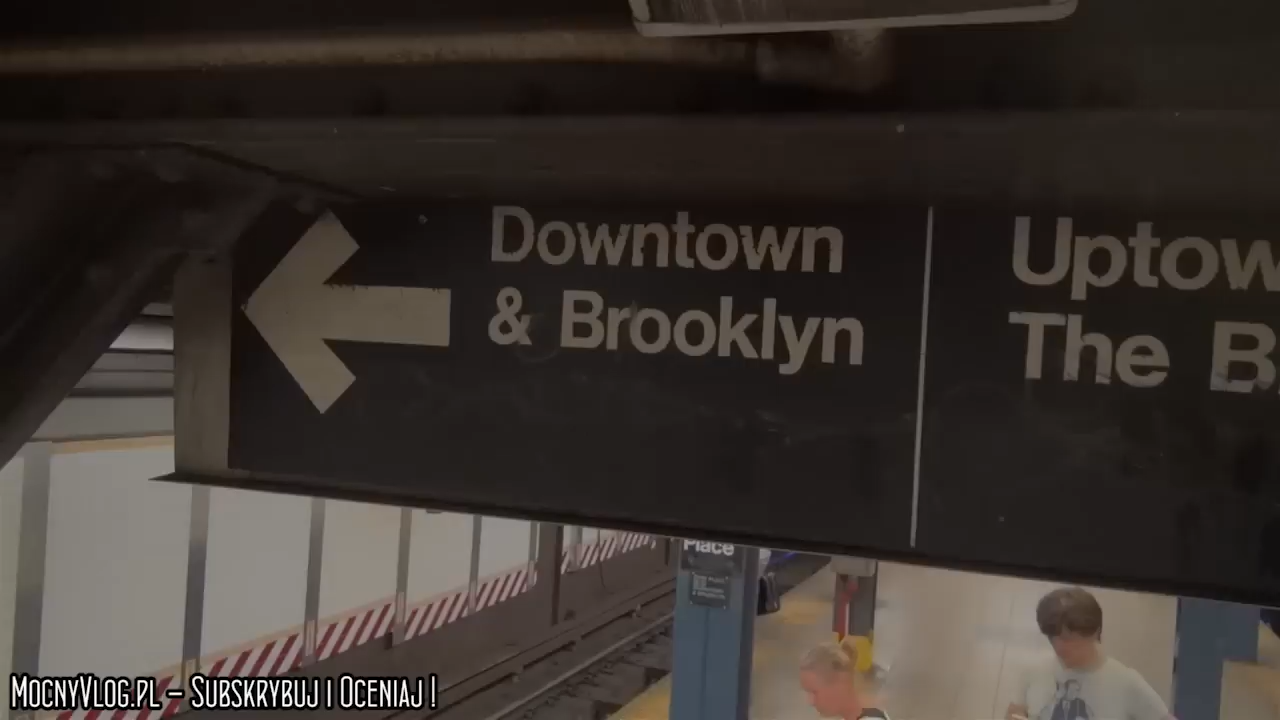 Downtown
& Brooklyn
Uptow
The B
Place
MocnyVlog.pl – Subskrybuj i Oceniaj !